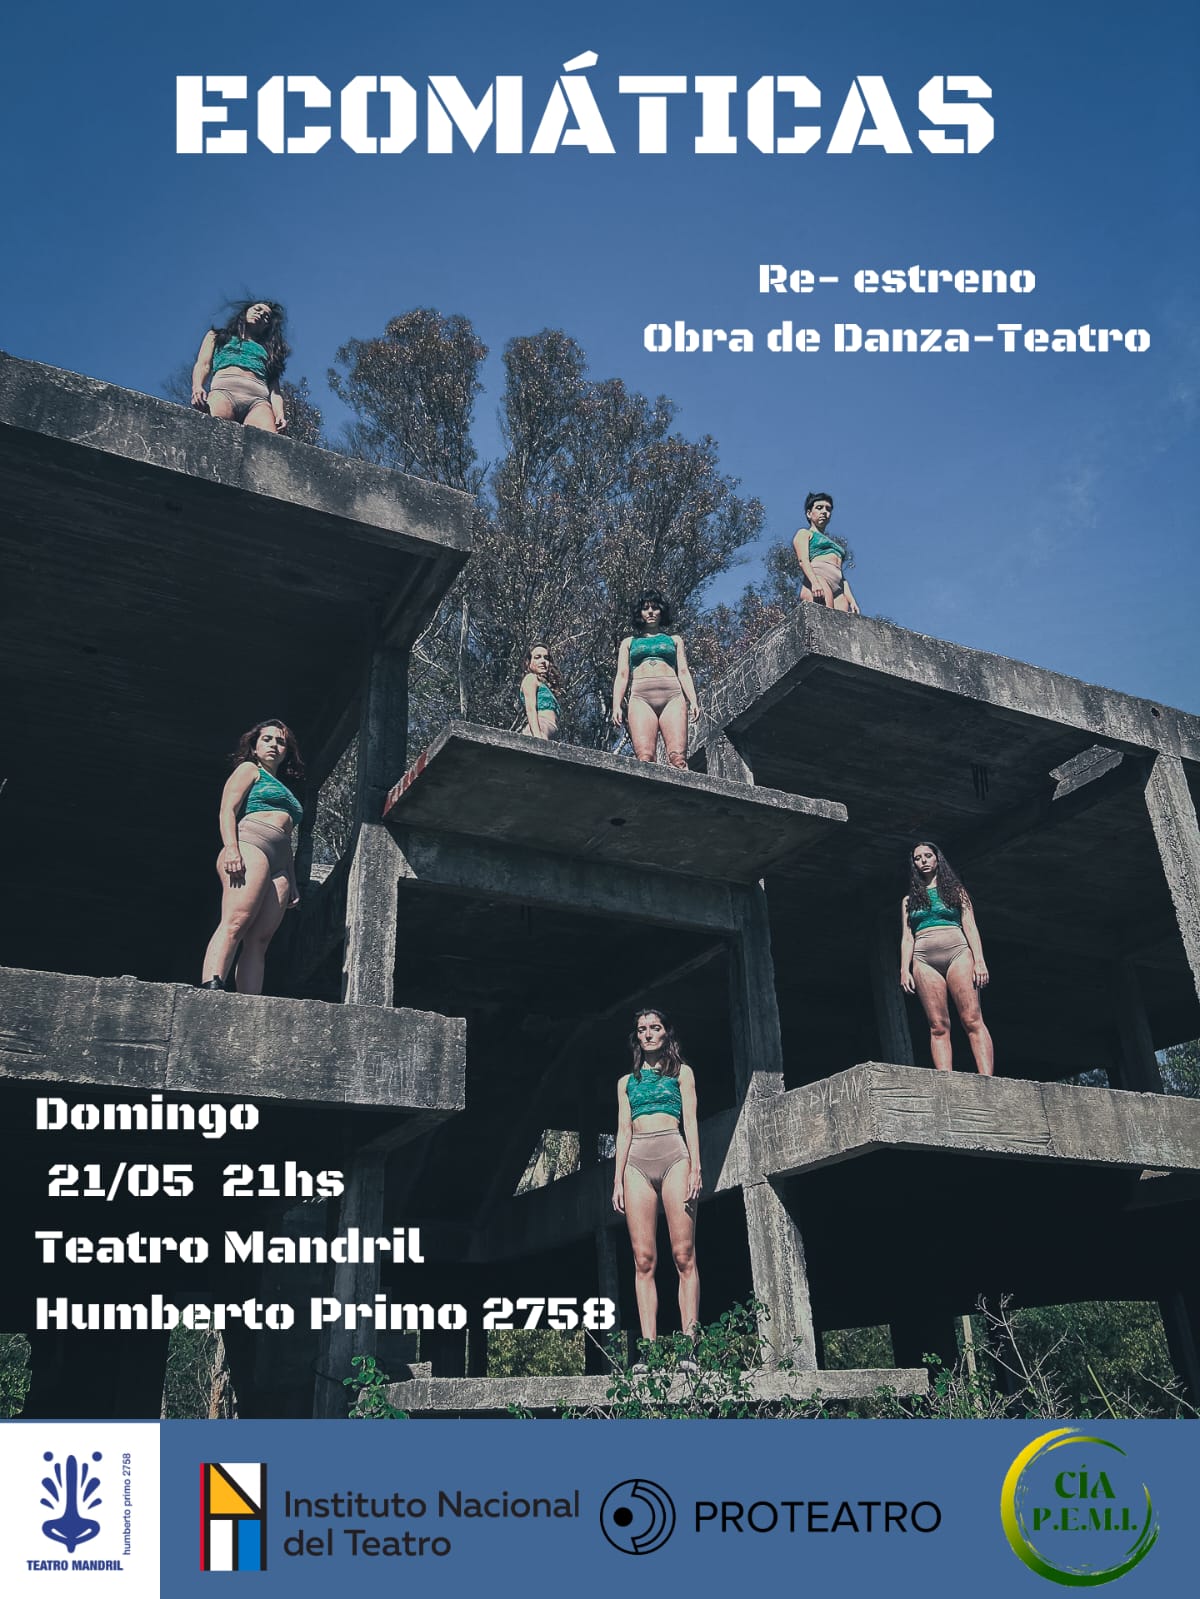 ECOMÁTICAS
Re- estreno
Obra de Danza-Teatro
DYLAN
Domingo
21/05 21hs
Teatro Mandril
Humberto Primo 2758
humberto primo 2758
TEATRO MANDRIL
Instituto Nacional
del Teatro
PROTEATRO
CÍA
P.E.M.I.